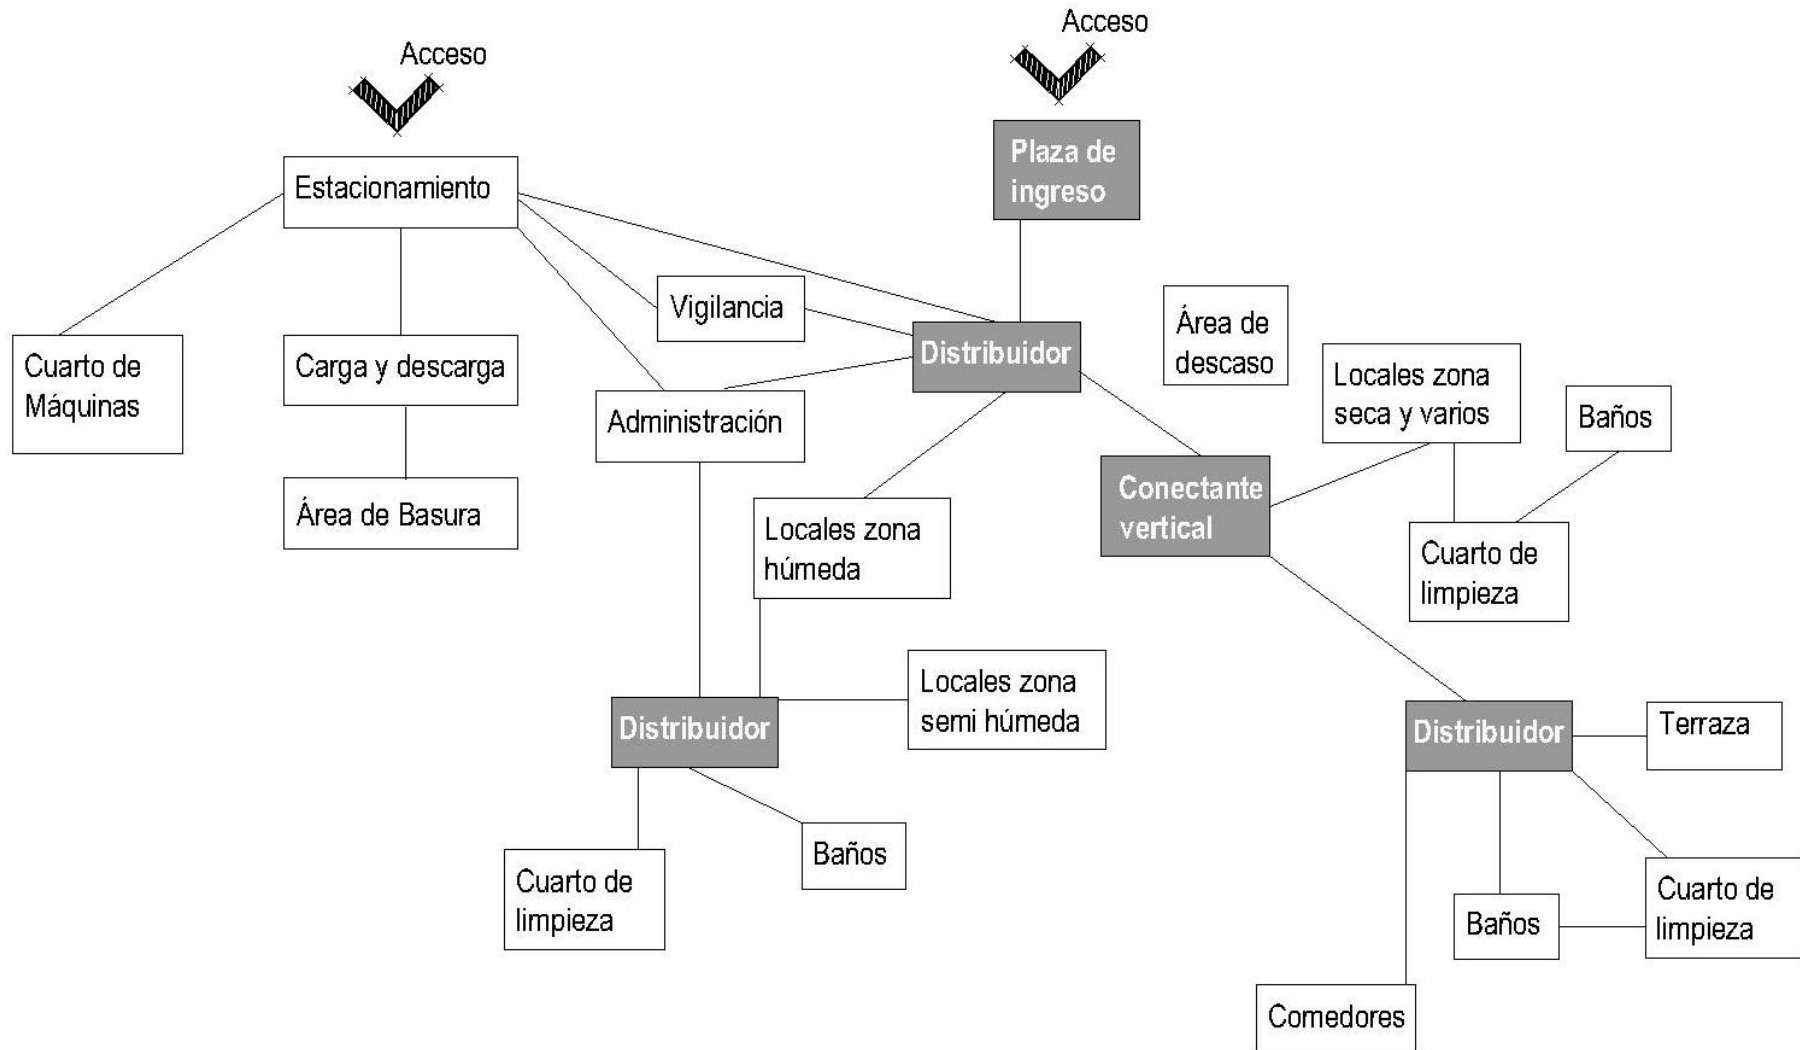 Acceso
Acceso
Plaza de
ingreso
Estacionamiento
Vigilancia
Distribuidor
Área de
descaso
Cuarto de
Máquinas
Carga y descarga
Administración
Locales zona
seca y varios
Baños
Área de Basura
Locales zona
húmeda
Conectante
vertical
Cuarto de
limpieza
Distribuidor
Locales zona
semi húmeda
Distribuidor
Terraza
Cuarto de
limpieza
Baños
Baños
Cuarto de
limpieza
Comedores